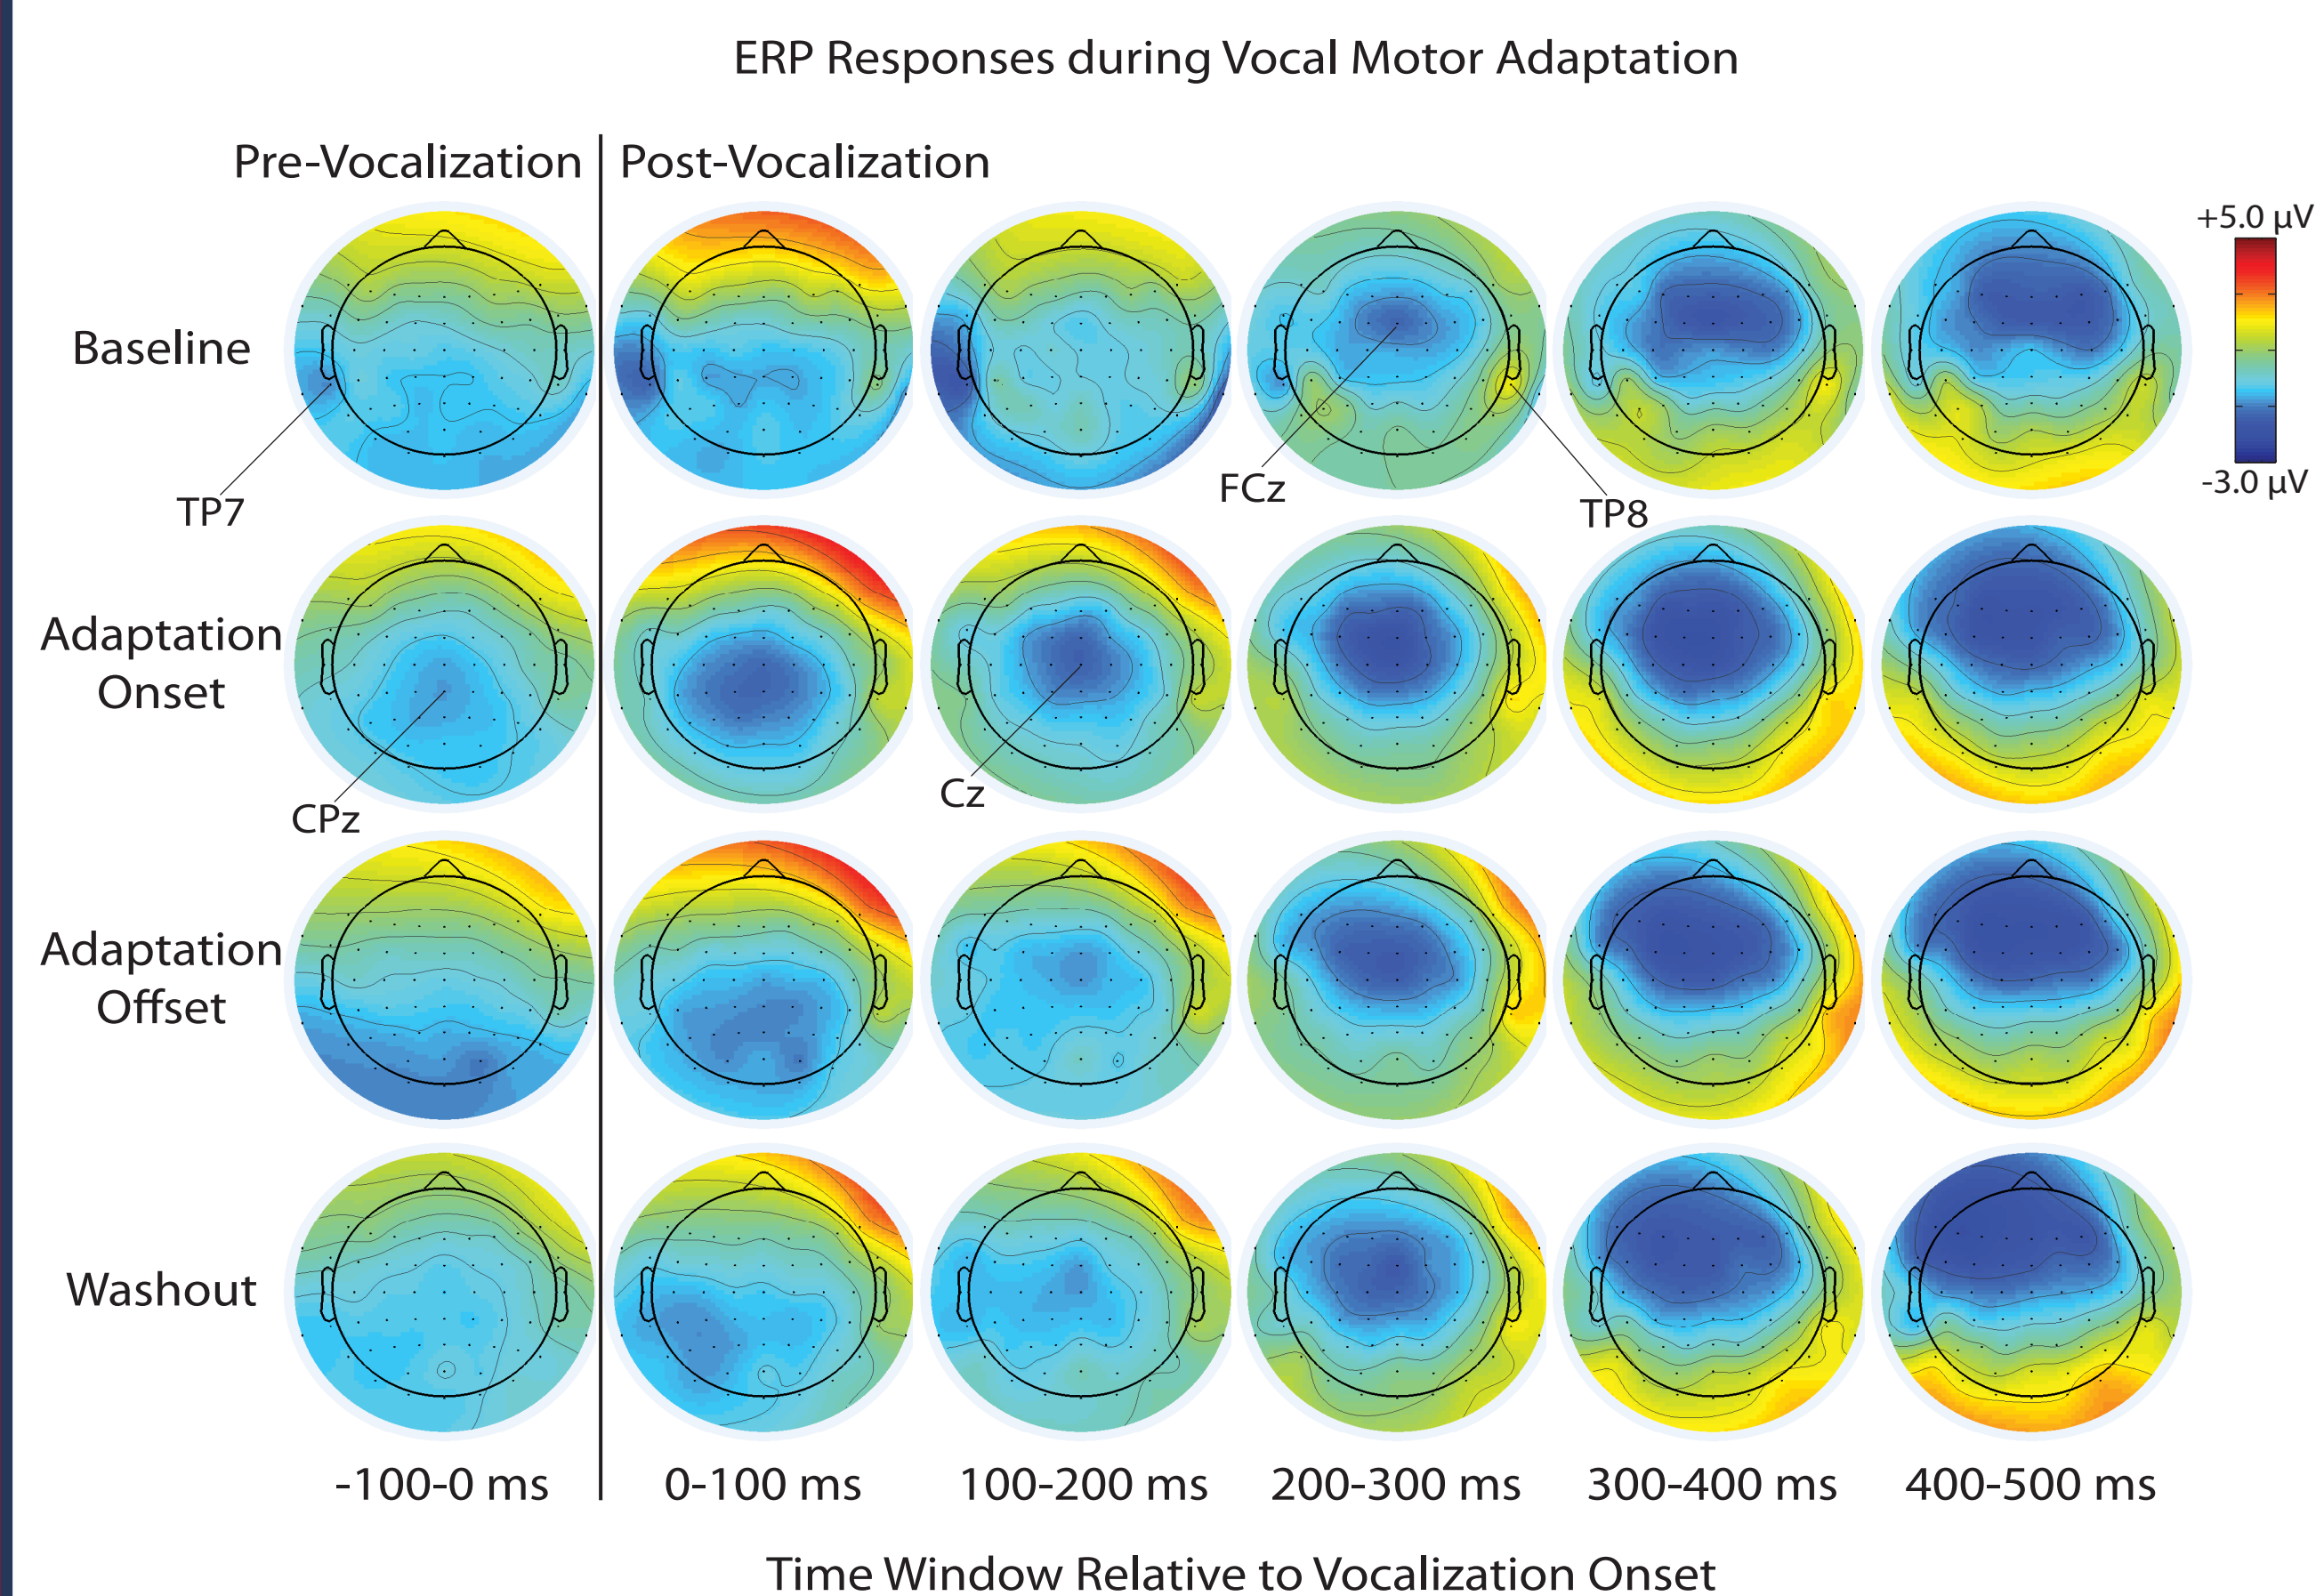 ERP Responses during Vocal Motor Adaptation
Pre-Vocalization
Post-Vocalization
+5.0 µV
-3.0 µV
Baseline
TP7
FCz
TP8
Adaptation
Onset
CPz
Cz
Adaptation
Offset
Washout
-100-0 ms
0-100 ms
100-200 ms
200-300 ms
300-400 ms
400-500 ms
Time Window Relative to Vocalization Onset